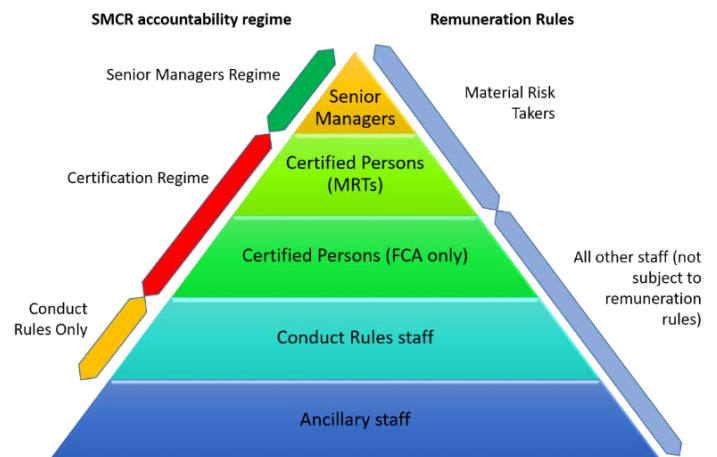 SMCR accountability regime
Remuneration Rules
Senior Managers Regime
Certification Regime
Conduct
Rules Only
Senior
Managers
Certified Persons
(MRTs)
Certified Persons (FCA only)
Conduct Rules staff
Ancillary staff
Material Risk
Takers
All other staff (not
subject to
remuneration
rules)